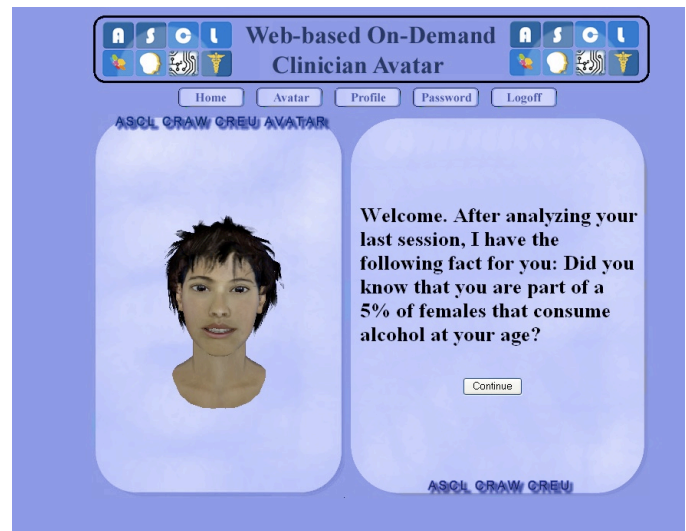 A S C L
Web-based On-Demand
Clinician Avatar
A S C L
Home Avatar Profile Password Logoff
ASCL CRAW CREU AVATAR
Welcome. After analyzing your
last session, I have the
following fact for you: Did you
know that you are part of a
5% of females that consume
alcohol at your age?
Continue
ASCL CRAW CREU